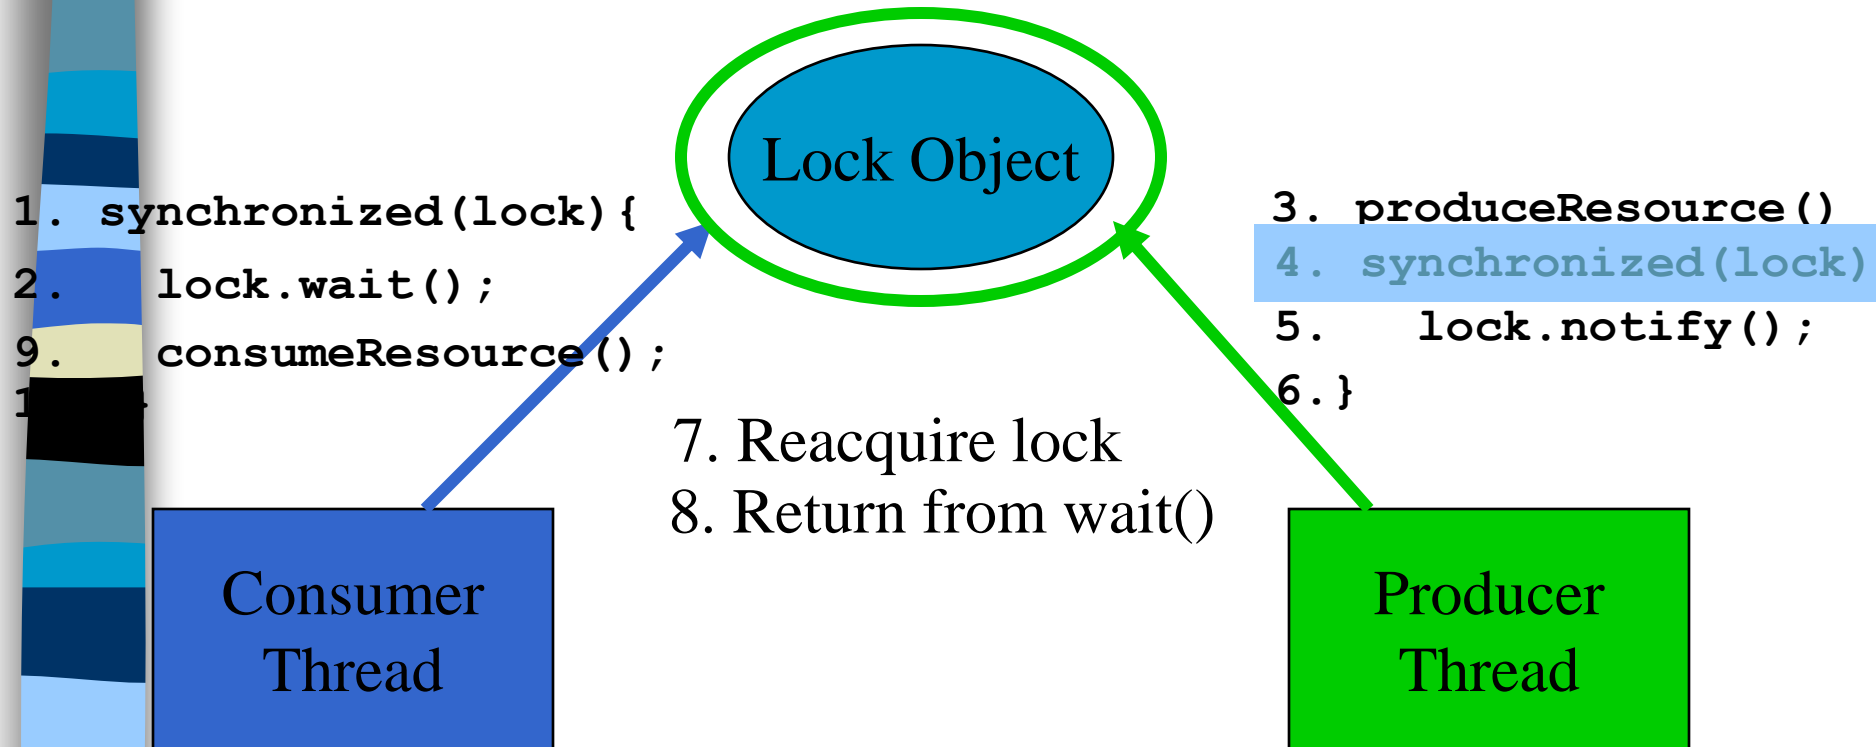 Lock Object
1. synchronized(lock){
2. lock.wait();
9. consumeResource();
3. produceResource()
4. synchronized(lock)
5. lock.notify();
6.}
7. Reacquire lock
8. Return from wait()
Consumer
Thread
Producer
Thread